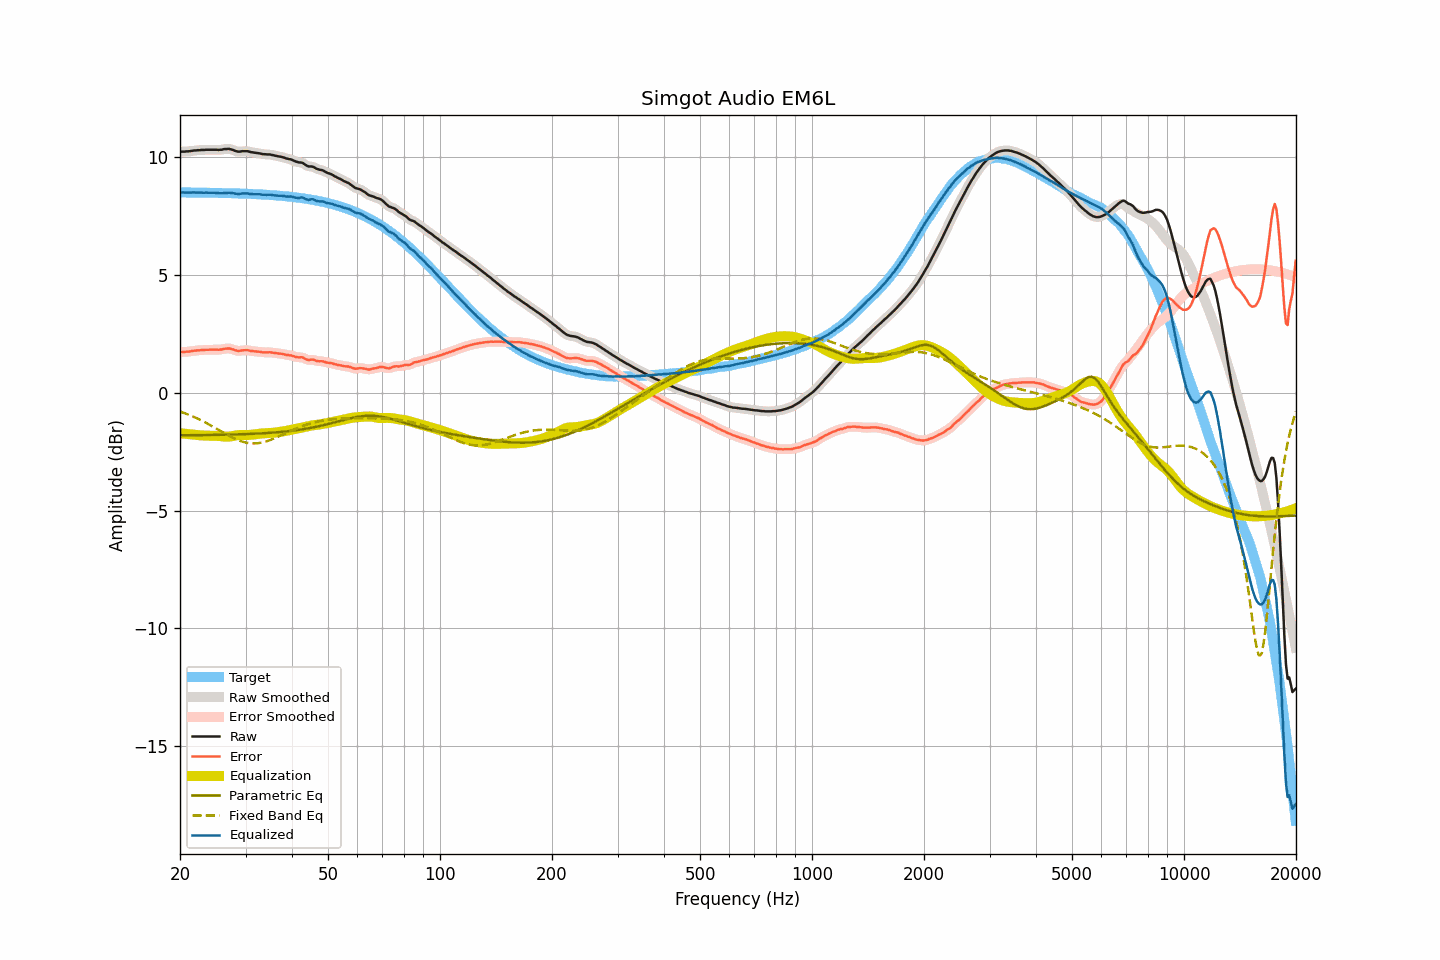 Simgot Audio EM6L
Amplitude (dBr)
10
5
0
−5
−10
−15
Target
Raw Smoothed
Error Smoothed
Raw
Error
Equalization
Parametric Eq
Fixed Band Eq
Equalized
20 50 100 200 500 1000 2000 5000 10000 20000
Frequency (Hz)